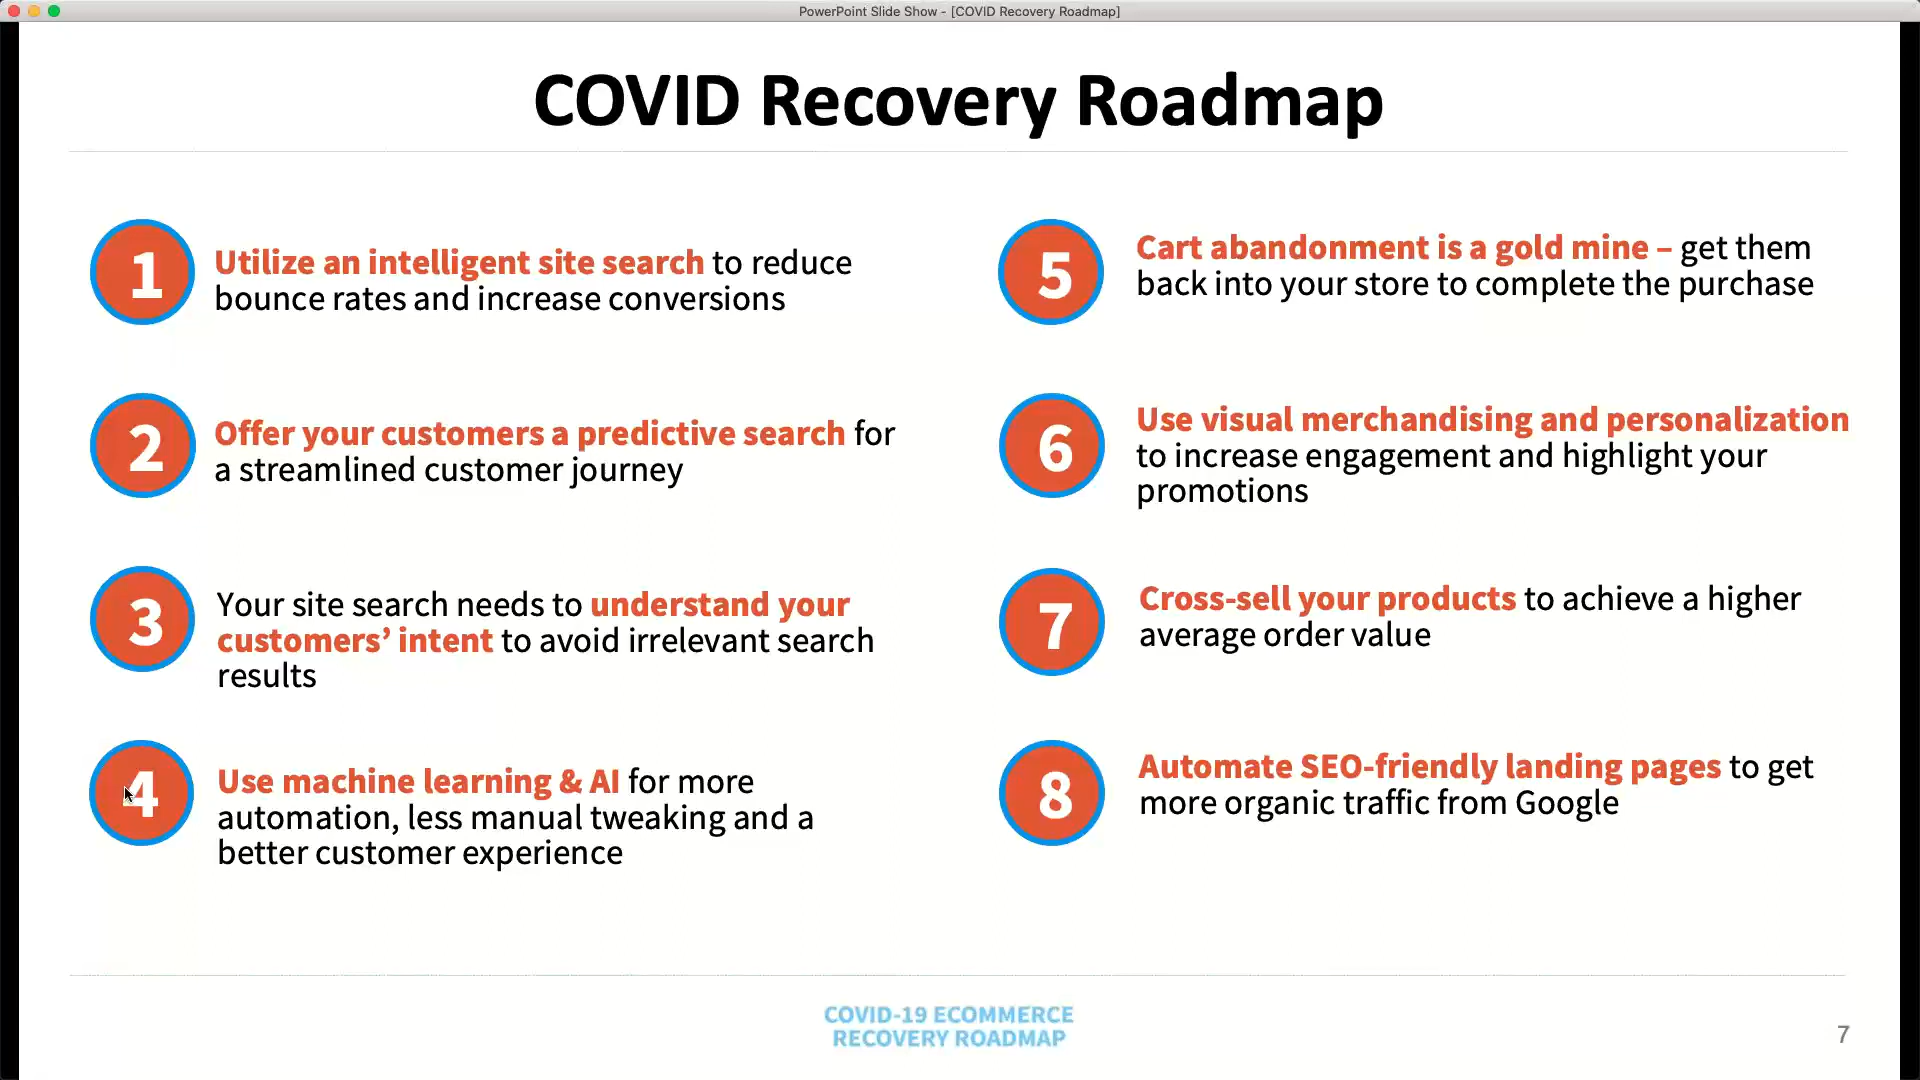 PowerPoint Slide Show - [COVID Recovery Roadmap]
COVID Recovery Roadmap
1
Utilize an intelligent site search to reduce
bounce rates and increase conversions
2
Offer your customers a predictive search for
a streamlined customer journey
3
Your site search needs to understand your
customers’ intent to avoid irrelevant search
results
4
Use machine learning & AI for more
automation, less manual tweaking and a
better customer experience
5
Cart abandonment is a gold mine – get them
back into your store to complete the purchase
6
Use visual merchandising and personalization
to increase engagement and highlight your
promotions
7
Cross-sell your products to achieve a higher
average order value
8
Automate SEO-friendly landing pages to get
more organic traffic from Google
COVID-19 ECOMMERCE
RECOVERY ROADMAP
7